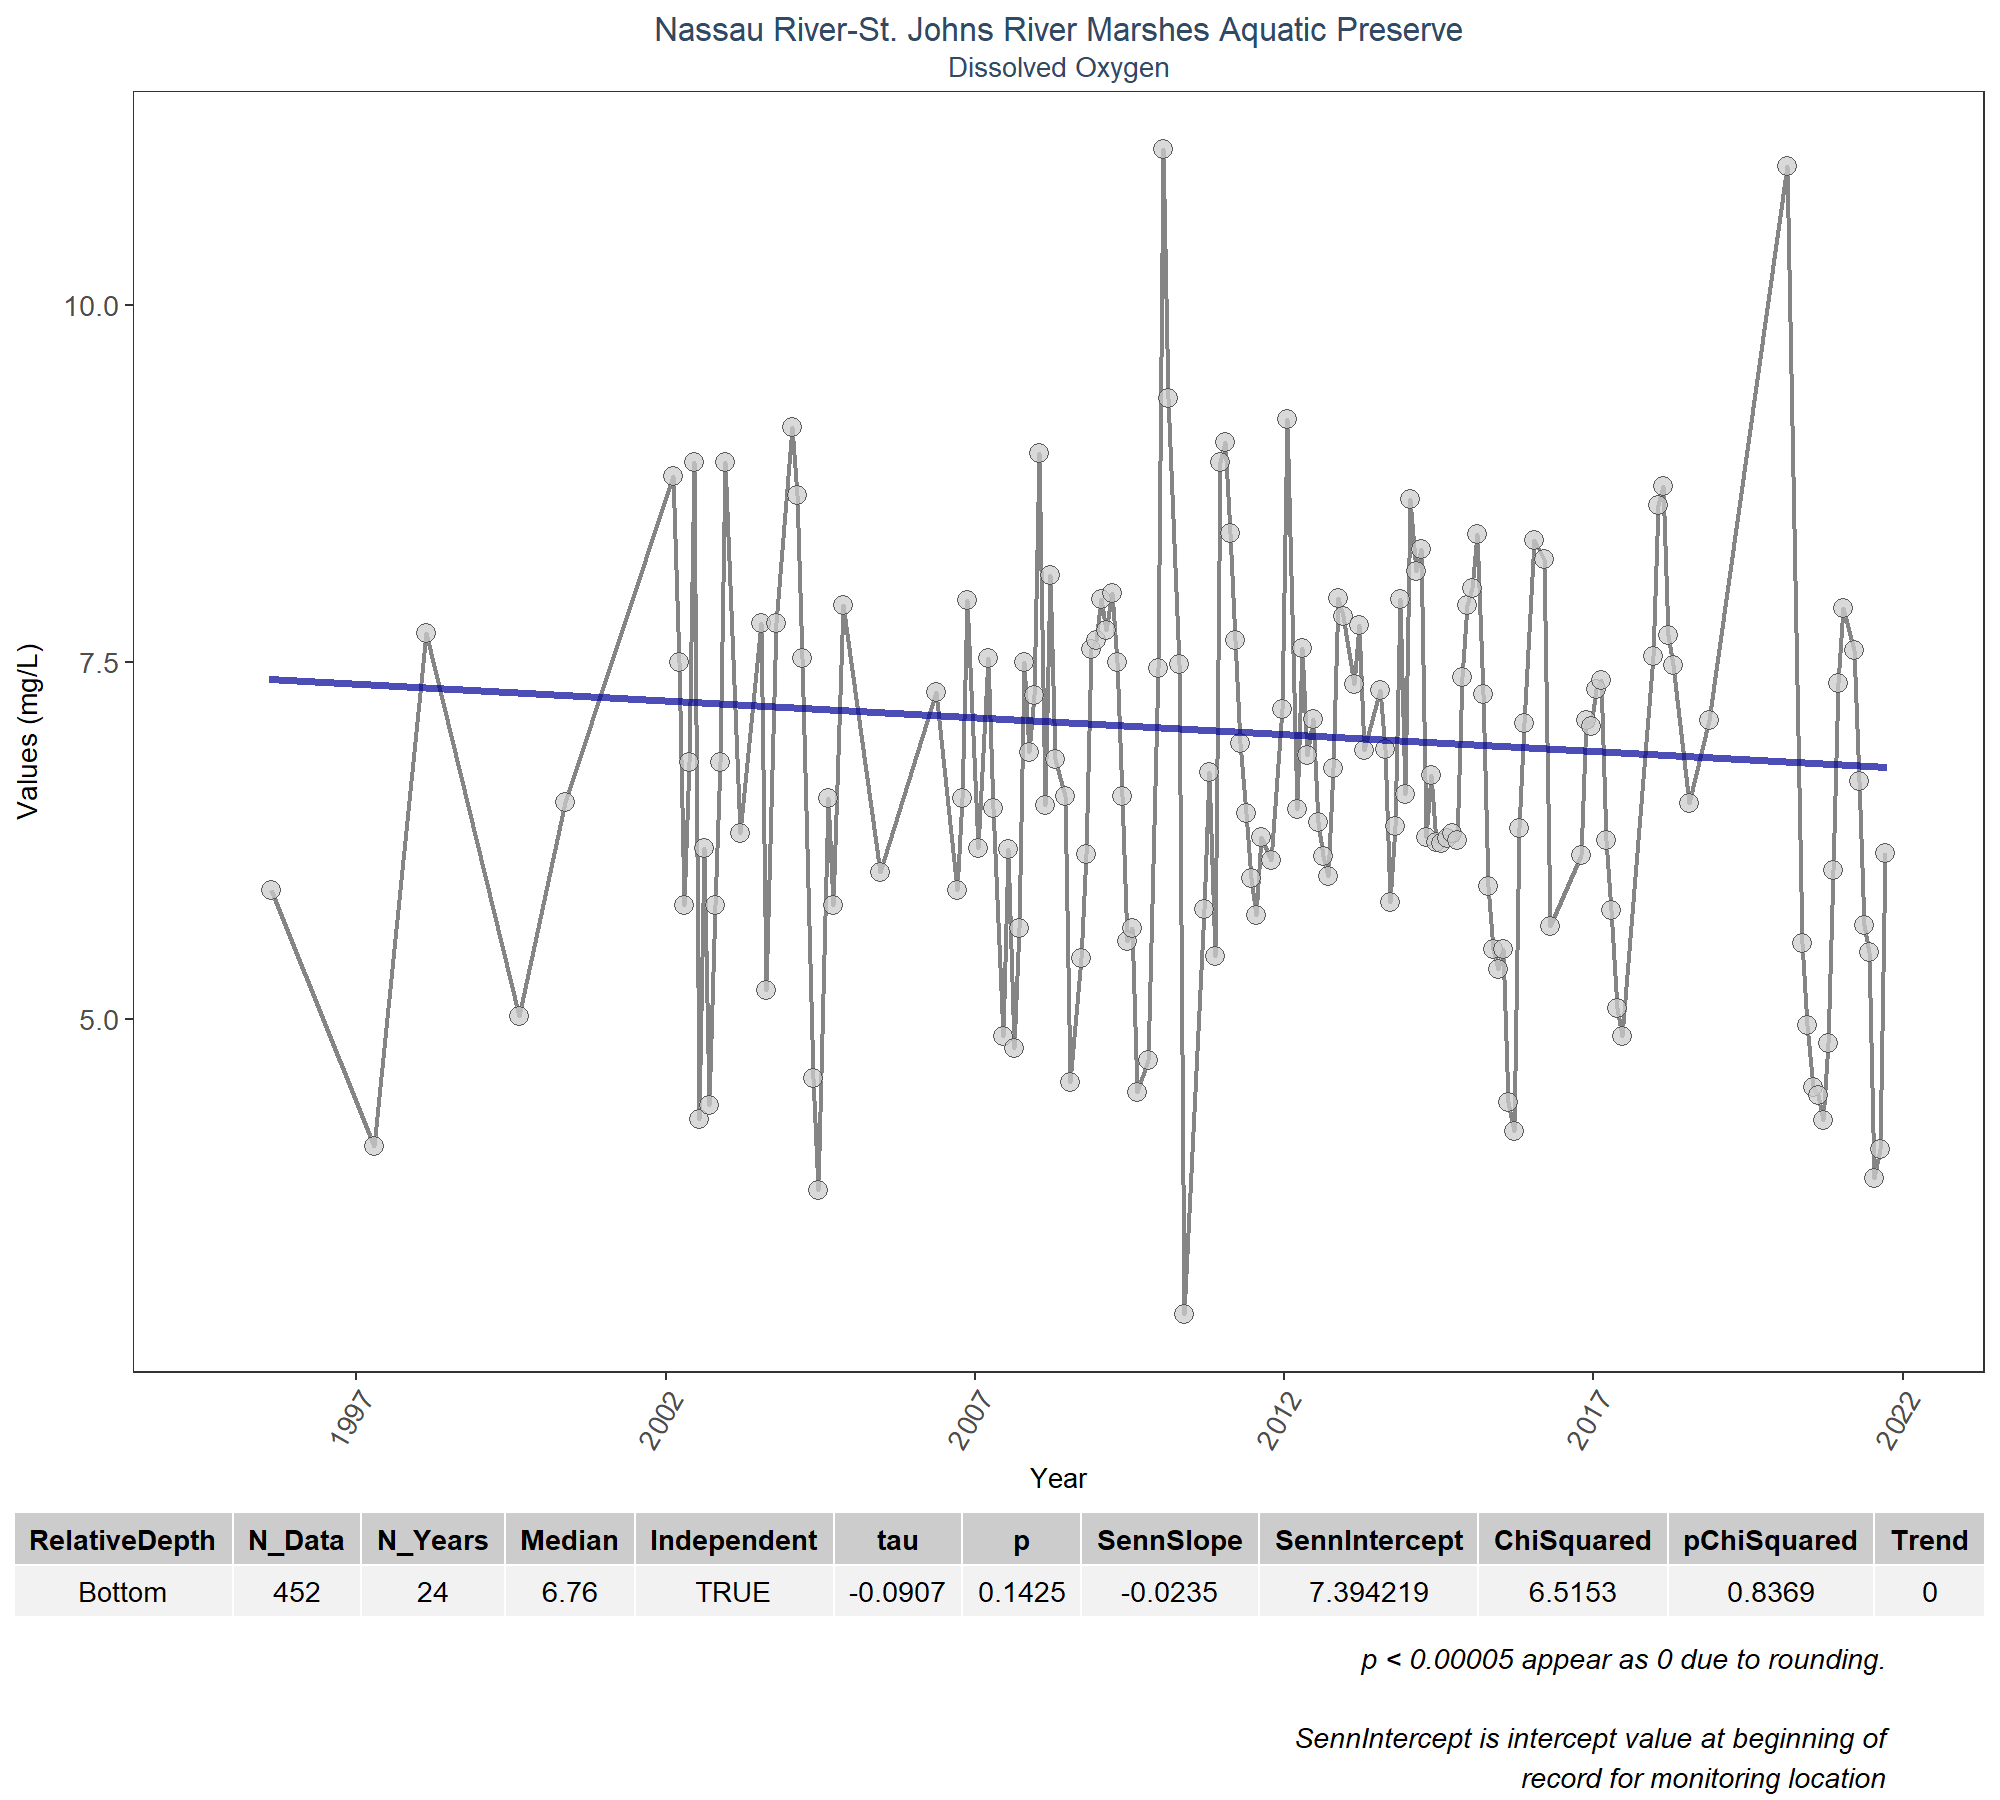 Nassau River-St. Johns River Marshes Aquatic Preserve
Dissolved Oxygen
Values (mg/L)
10.0
7.5
5.0
1997 2002 2007 2012 2017 2022
Year
RelativeDepth N_Data N_Years Median Independent tau p SennSlope SennIntercept ChiSquared pChiSquared Trend
Bottom 452 24 6.76 TRUE -0.0907 0.1425 -0.0235 7.394219 6.5153 0.8369 0
p < 0.00005 appear as 0 due to rounding.
SennIntercept is intercept value at beginning of
record for monitoring location